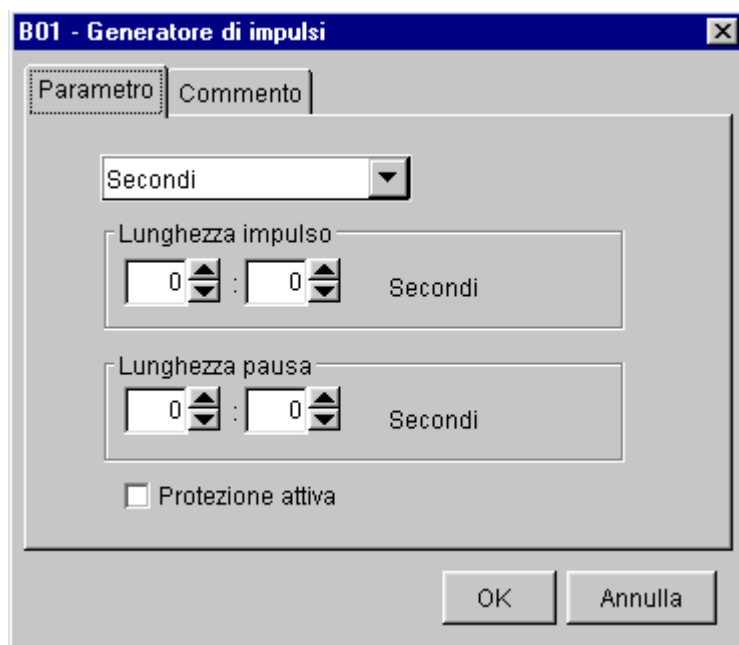 B01 - Generatore di impulsi
Parametro Commento
Secondi
Lunghezza impulso
0 : 0 Secondi
Lunghezza pausa
0 : 0 Secondi
Protezione attiva
OK Annulla